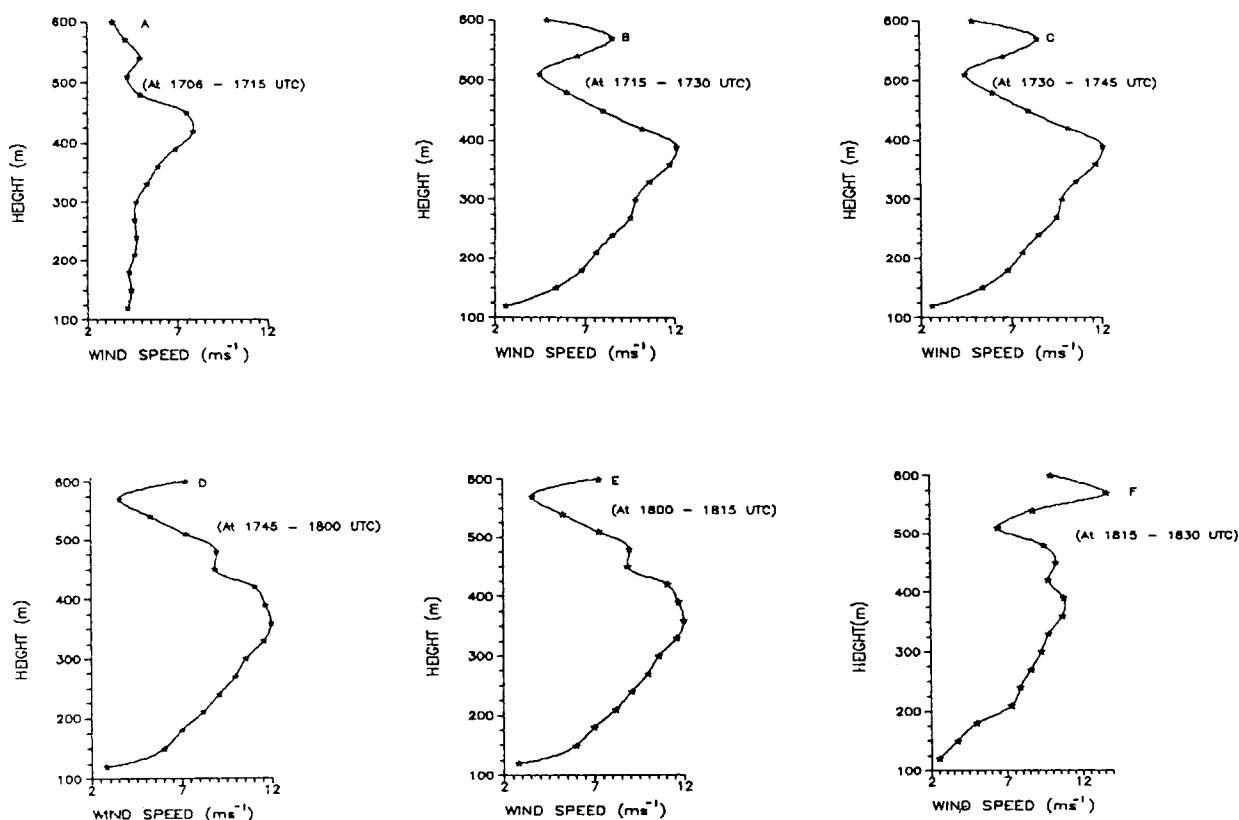 600
500
400
300
200
100
HEIGHT (m)
A
(At 1706 – 1715 UTC)
2 7 12
WIND SPEED (ms⁻¹)
600
500
400
300
200
100
HEIGHT (m)
B
(At 1715 – 1730 UTC)
2 7 12
WIND SPEED (ms⁻¹)
600
500
400
300
200
100
HEIGHT (m)
C
(At 1730 – 1745 UTC)
2 7 12
WIND SPEED (ms⁻¹)
600
500
400
300
200
100
HEIGHT (m)
D
(At 1745 – 1800 UTC)
2 7 12
WIND SPEED (ms⁻¹)
600
500
400
300
200
100
HEIGHT (m)
E
(At 1800 – 1815 UTC)
2 7 12
WIND SPEED (ms⁻¹)
600
500
400
300
200
100
HEIGHT(m)
F
(At 1815 – 1830 UTC)
2 7 12
WIND SPEED (ms⁻¹)